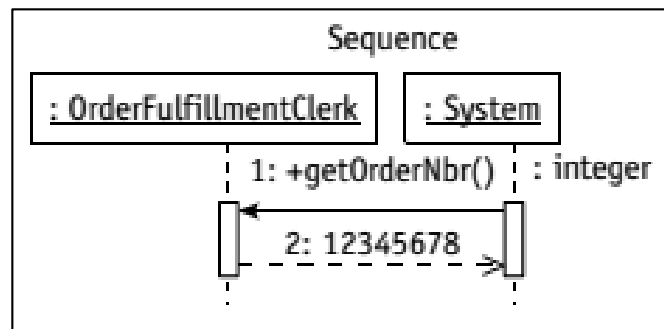 Sequence
: OrderFulfillmentClerk
: System
1: +getOrderNbr() : integer
2: 12345678